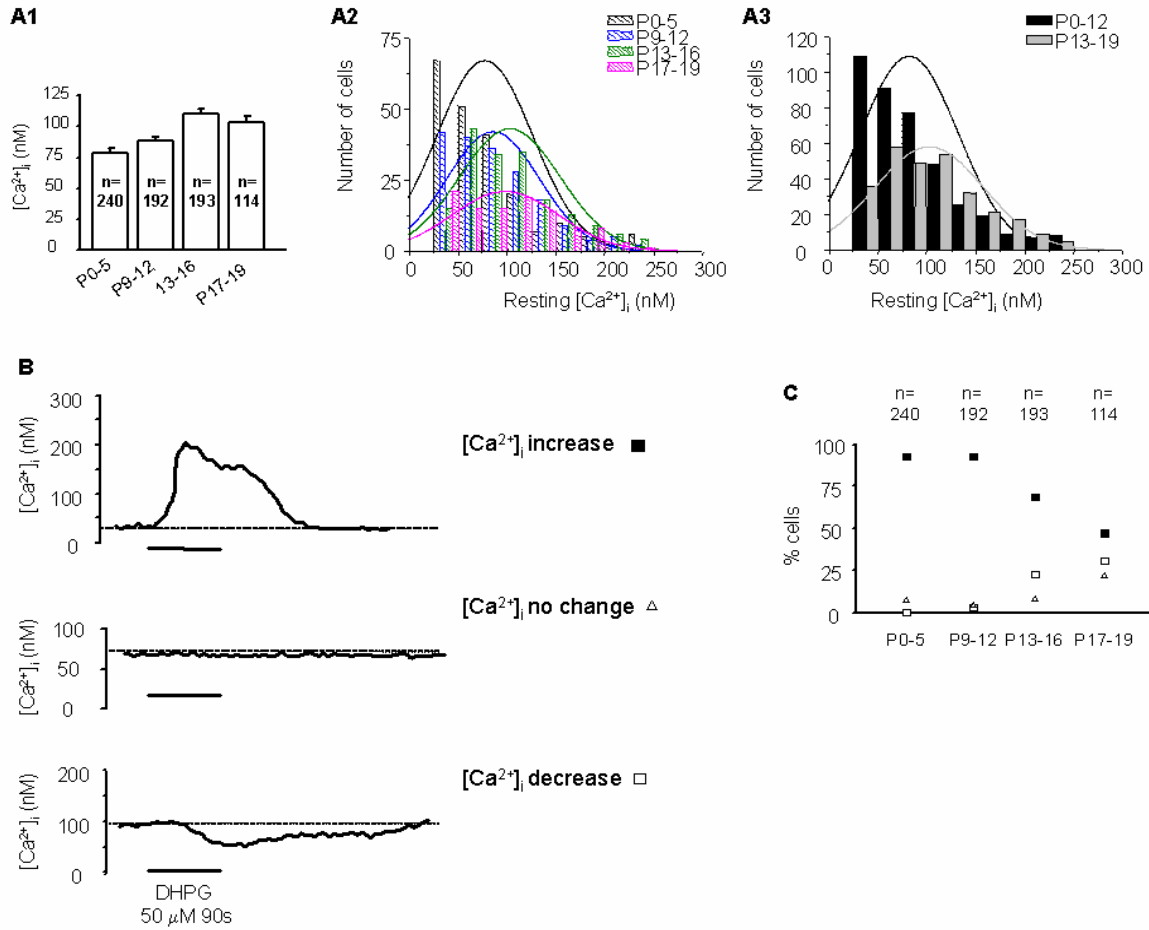 A1
[Ca²⁺]ᵢ (nM)
125
100
75
50
25
0
n=
240
n=
192
n=
193
n=
114
P0-5
P9-12
13-16
P17-19
A2
P0-5
P9-12
P13-16
P17-19
Number of cells
75
50
25
0
0
50
100
150
200
300
Resting [Ca²⁺]ᵢ (nM)
A3
P0-12
P13-19
Number of cells
120
100
80
60
40
20
0
0
50
100
150
200
300
Resting [Ca²⁺]ᵢ (nM)
B
[Ca²⁺]ᵢ (nM)
300
200
100
0
[Ca²⁺]ᵢ increase ■
[Ca²⁺]ᵢ (nM)
100
50
0
[Ca²⁺]ᵢ no change △
[Ca²⁺]ᵢ (nM)
200
100
0
[Ca²⁺]ᵢ decrease □
DHPG
50 μM 90s
C
n=
240
n=
192
n=
193
n=
114
% cells
100
75
50
25
0
P0-5
P9-12
P13-16
P17-19